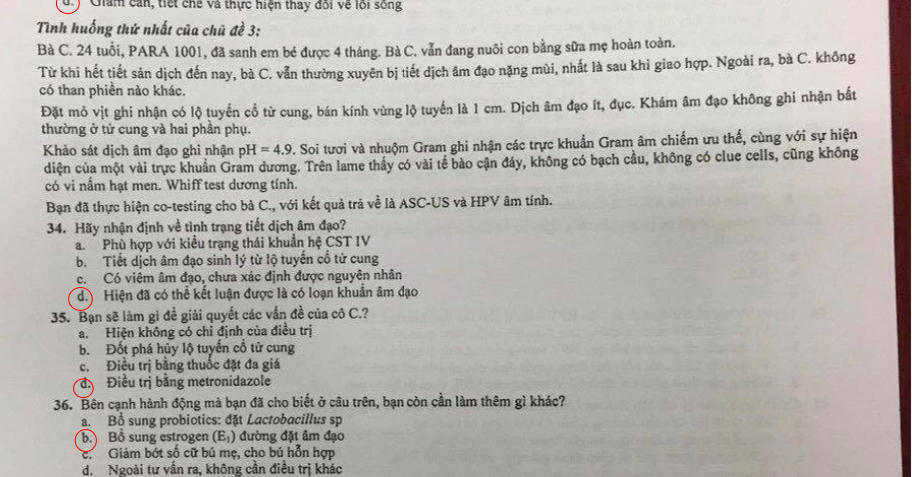 d. Giảm cân, tiết chế và thực hiện thay đổi về lối sống
Tình huống thứ nhất của chủ đề 3:
Bà C. 24 tuổi, PARA 1001, đã sanh em bé được 4 tháng. Bà C. vẫn đang nuôi con bằng sữa mẹ hoàn toàn.
Từ khi hết tiết sản dịch đến nay, bà C. vẫn thường xuyên bị tiết dịch âm đạo nặng mùi, nhất là sau khi giao hợp. Ngoài ra, bà C. không
có than phiền nào khác.
Đặt mỏ vịt ghi nhận có lộ tuyến cổ tử cung, bán kính vùng lộ tuyến là 1 cm. Dịch âm đạo ít, đục. Khám âm đạo không ghi nhận bất
thường ở tử cung và hai phần phụ.
Khảo sát dịch âm đạo ghi nhận pH = 4.9. Soi tươi và nhuộm Gram ghi nhận các trực khuẩn Gram âm chiếm ưu thế, cùng với sự hiện
diện của một vài trực khuẩn Gram dương. Trên lame thấy có vài tế bào cận đáy, không có bạch cầu, không có clue cells, cũng không
có vi nấm hạt men. Whiff test dương tính.
Bạn đã thực hiện co-testing cho bà C., với kết quả trả về là ASC-US và HPV âm tính.
34. Hãy nhận định về tình trạng tiết dịch âm đạo?
a. Phù hợp với kiểu trạng thái khuẩn hệ CST IV
b. Tiết dịch âm đạo sinh lý từ lộ tuyến cổ tử cung
c. Có viêm âm đạo, chưa xác định được nguyên nhân
d. Hiện đã có thể kết luận được là có loạn khuẩn âm đạo
35. Bạn sẽ làm gì để giải quyết các vấn đề của cô C.?
a. Hiện không có chỉ định của điều trị
b. Đốt phá hủy lộ tuyến cổ tử cung
c. Điều trị bằng thuốc đặt đa giá
d. Điều trị bằng metronidazole
36. Bên cạnh hành động mà bạn đã cho biết ở câu trên, bạn còn cần làm thêm gì khác?
a. Bổ sung probiotics: đặt Lactobacillus sp
b. Bổ sung estrogen (E₁) đường đặt âm đạo
c. Giảm bớt số cữ bú mẹ, cho bú hỗn hợp
d. Ngoài tư vấn ra, không cần điều trị khác